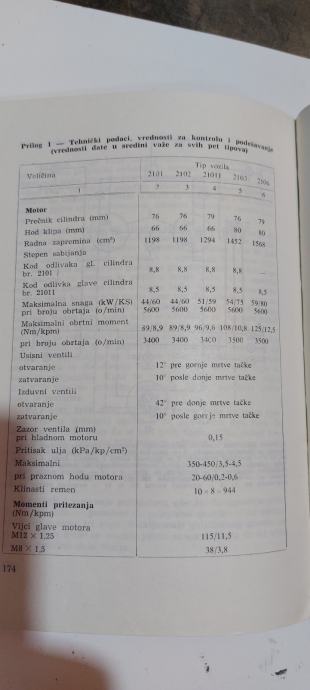 Prilog 1 — Tehnički podaci, vrednosti za kontrolu i podešavanje
(vrednosti date u sredini važe za svih pet tipova)
Veličina Tip vozila
2101 2102 21011 2103 2106
1 2 3 4 5 6
Motor
Prečnik cilindra (mm) 76 76 79 76 79
Hod klipa (mm) 66 66 66 80 80
Radna zapremina (cm³) 1198 1198 1294 1452 1568
Stepen sabijanja
Kod odlivaka gl. cilindra
br. 2101 8,8 8,8 8,8 8,8 —
Kod odlivka glave cilindra
br. 21011 8,5 8,5 8,5 8,5 8,5
Maksimalna snaga (kW/KS) 44/60 44/60 51/59 54/75 59/80
pri broju obrtaja (o/min) 5600 5600 5600 5600 5600
Maksimalni obrtni moment
(Nm/kpm) 89/8,9 89/8,9 96/9,6 108/10,8 125/12,5
pri broju obrtaja (o/min) 3400 3400 3400 3500 3500
Usisni ventili
otvaranje 12° pre gornje mrtve tačke
zatvaranje 10° posle donje mrtve tačke
Izduvni ventili
otvaranje 42° pre donje mrtve tačke
zatvaranje 10° posle gornje mrtve tačke
Zazor ventila (mm)
pri hladnom motoru 0,15
Pritisak ulja (kPa/kp/cm²)
Maksimalni 350-450/3,5-4,5
pri praznom hodu motora 20-60/0,2-0,6
Klinasti remen 10 - 8 - 944
Momenti pritezanja
(Nm/kpm)
Vijci glave motora
M12 × 1,25 115/11,5
M8 × 1,5 38/3,8
174